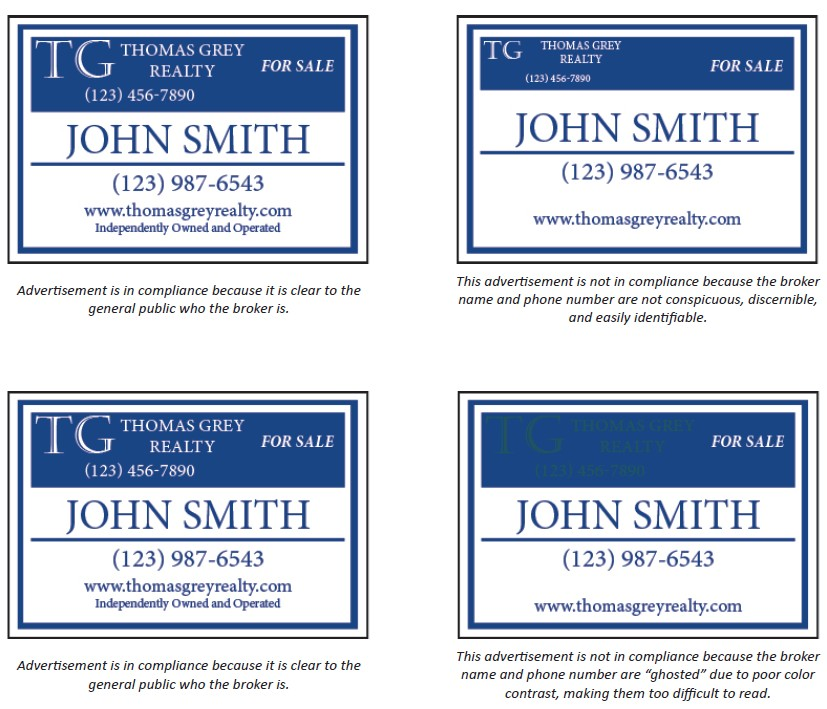 TG THOMAS GREY
REALTY
FOR SALE
(123) 456-7890
JOHN SMITH
(123) 987-6543
www.thomasgreyrealty.com
Independently Owned and Operated
Advertisement is in compliance because it is clear to the
general public who the broker is.
TG THOMAS GREY
REALTY
FOR SALE
(123) 456-7890
JOHN SMITH
(123) 987-6543
www.thomasgreyrealty.com
This advertisement is not in compliance because the broker
name and phone number are not conspicuous, discernible,
and easily identifiable.
TG THOMAS GREY
REALTY
FOR SALE
(123) 456-7890
JOHN SMITH
(123) 987-6543
www.thomasgreyrealty.com
Independently Owned and Operated
Advertisement is in compliance because it is clear to the
general public who the broker is.
TG THOMAS GREY
REALTY
FOR SALE
(123) 456-7890
JOHN SMITH
(123) 987-6543
www.thomasgreyrealty.com
This advertisement is not in compliance because the broker
name and phone number are “ghosted” due to poor color
contrast, making them too difficult to read.